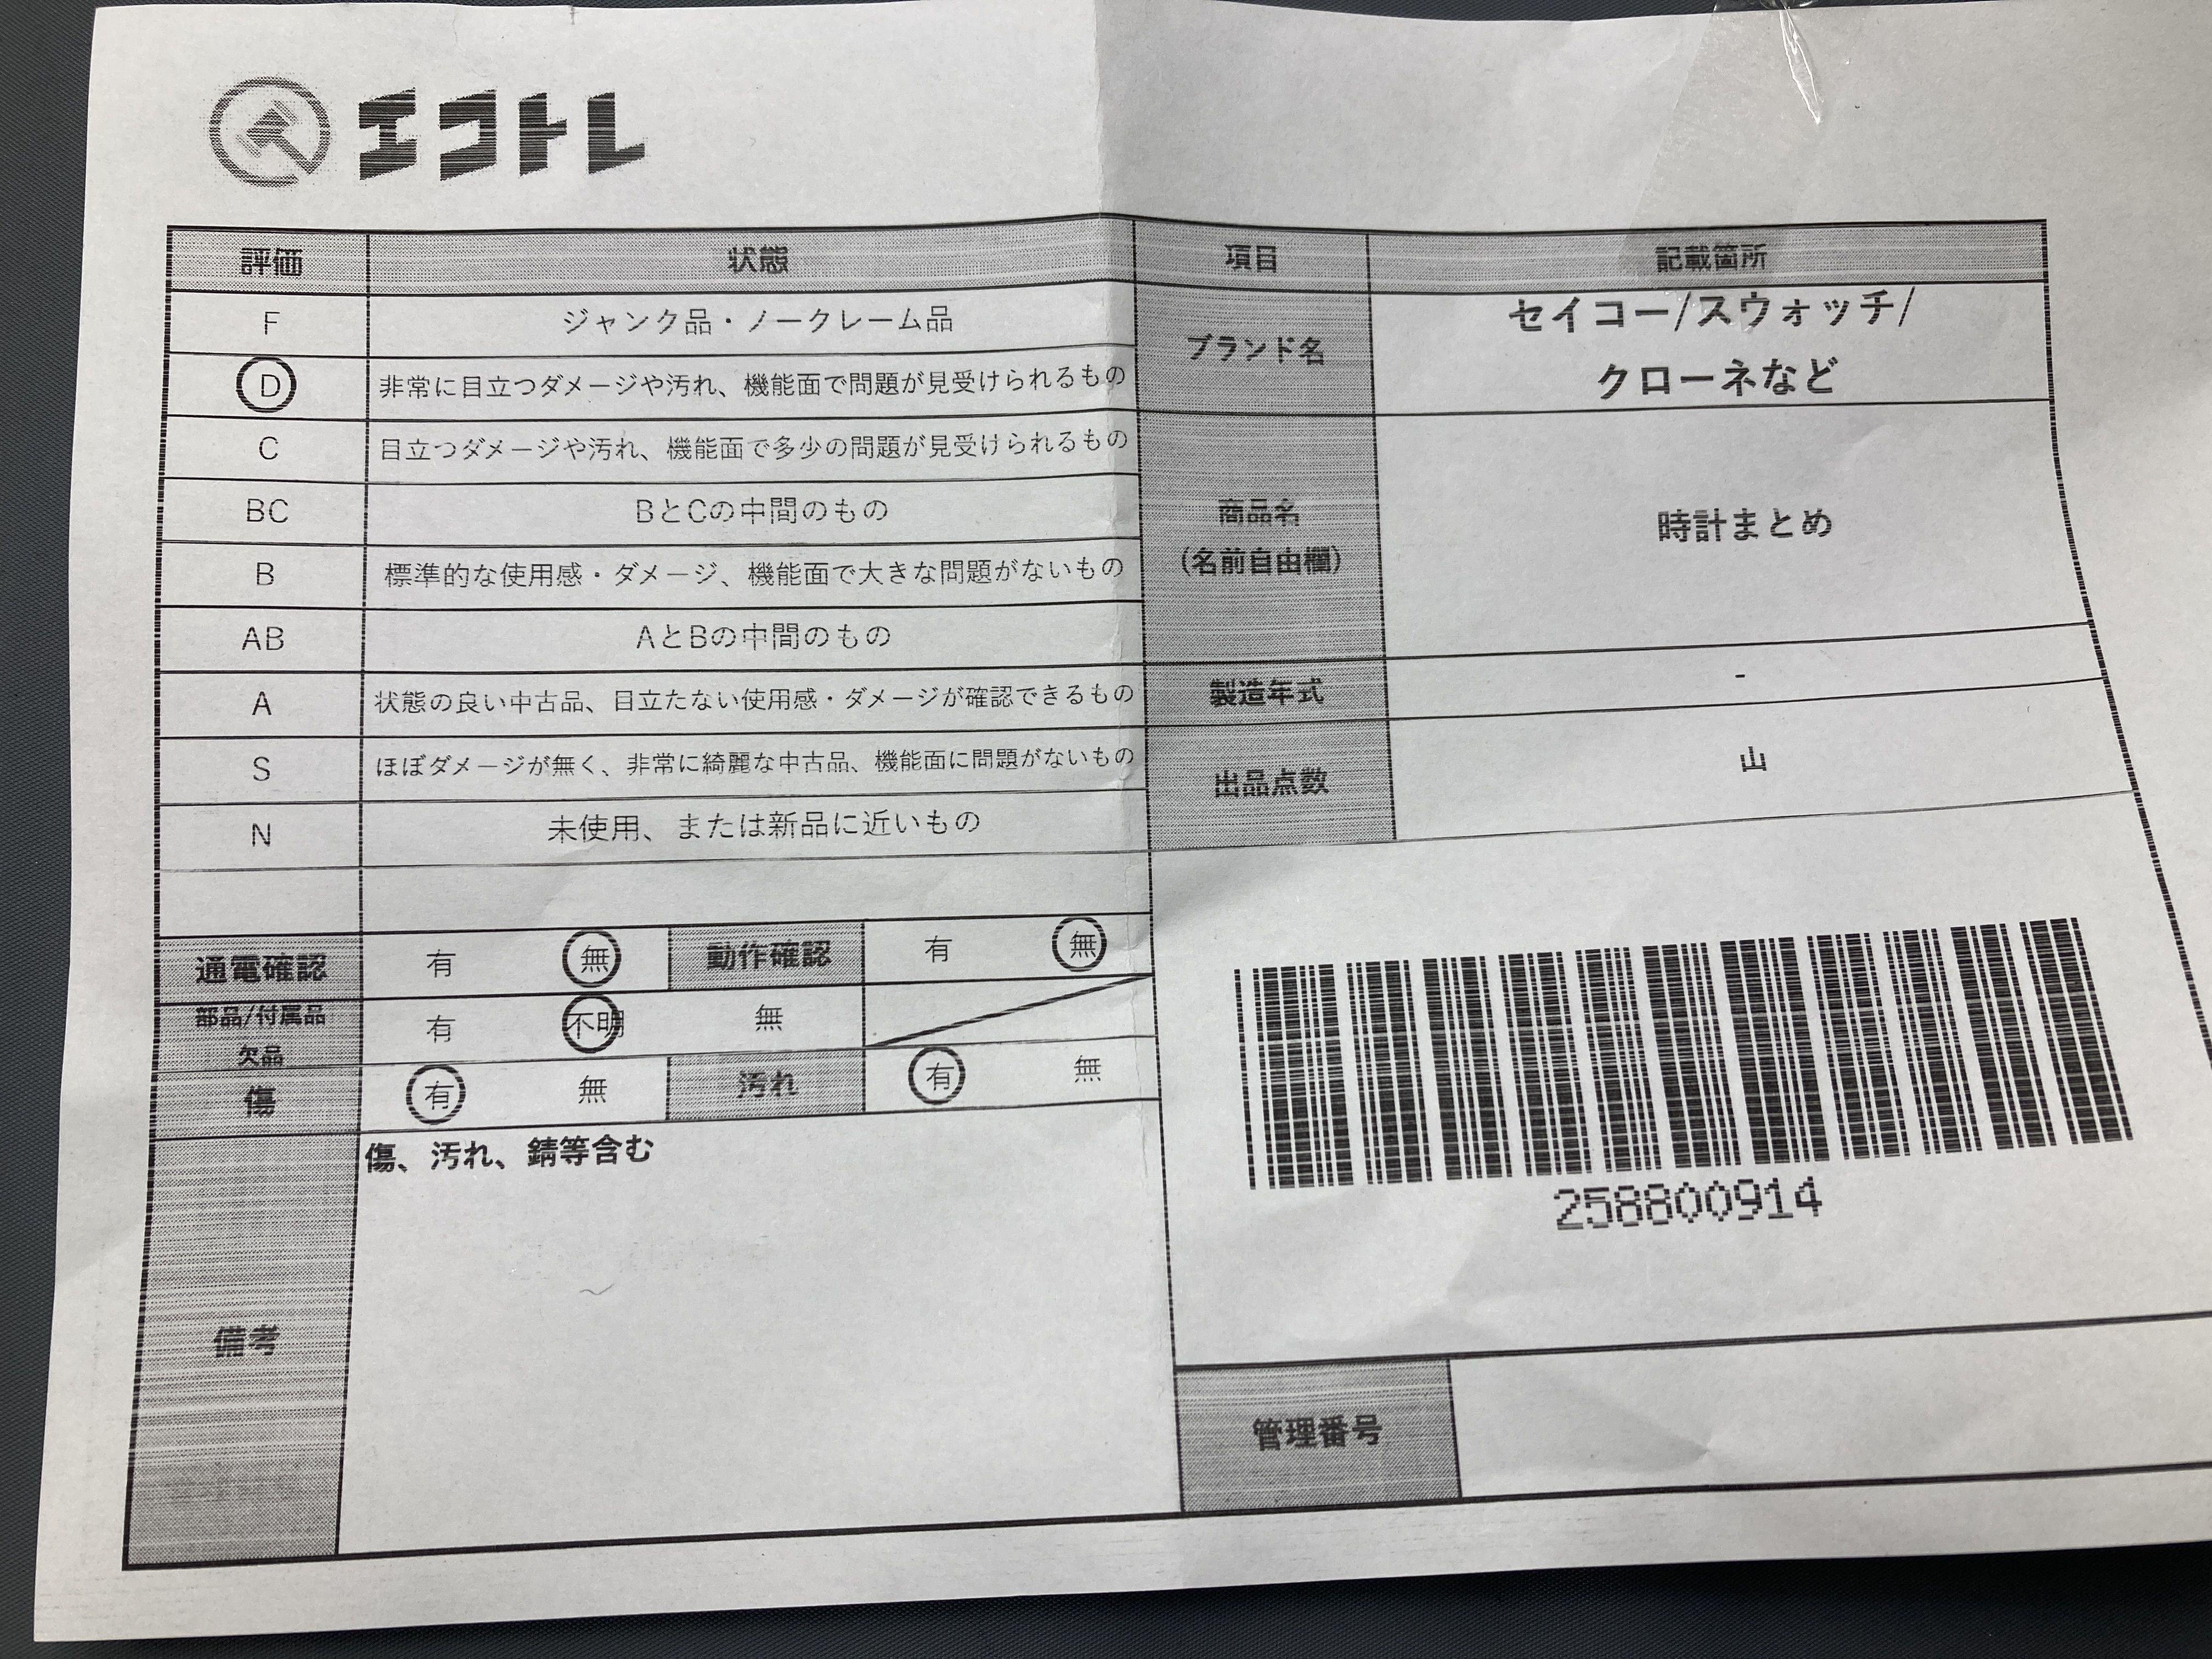 エコトレ
評価 状態
F ジャンク品・ノークレーム品
D 非常に目立つダメージや汚れ、機能面で問題が見受けられるもの
C 目立つダメージや汚れ、機能面で多少の問題が見受けられるもの
BC BとCの中間のもの
B 標準的な使用感・ダメージ、機能面で大きな問題がないもの
AB AとBの中間のもの
A 状態の良い中古品、目立たない使用感・ダメージが確認できるもの
S ほぼダメージが無く、非常に綺麗な中古品、機能面に問題がないもの
N 未使用、または新品に近いもの
通電確認 有 無 動作確認 有 無
部品/付属品
欠品 有 不明 無
傷 有 無 汚れ 有 無
備考 傷、汚れ、錆等含む
項目 記載箇所
ブランド名 セイコー/スウォッチ/
クローネなど
商品名
(名前自由欄) 時計まとめ
製造年式 -
出品点数 山
258800914
管理番号